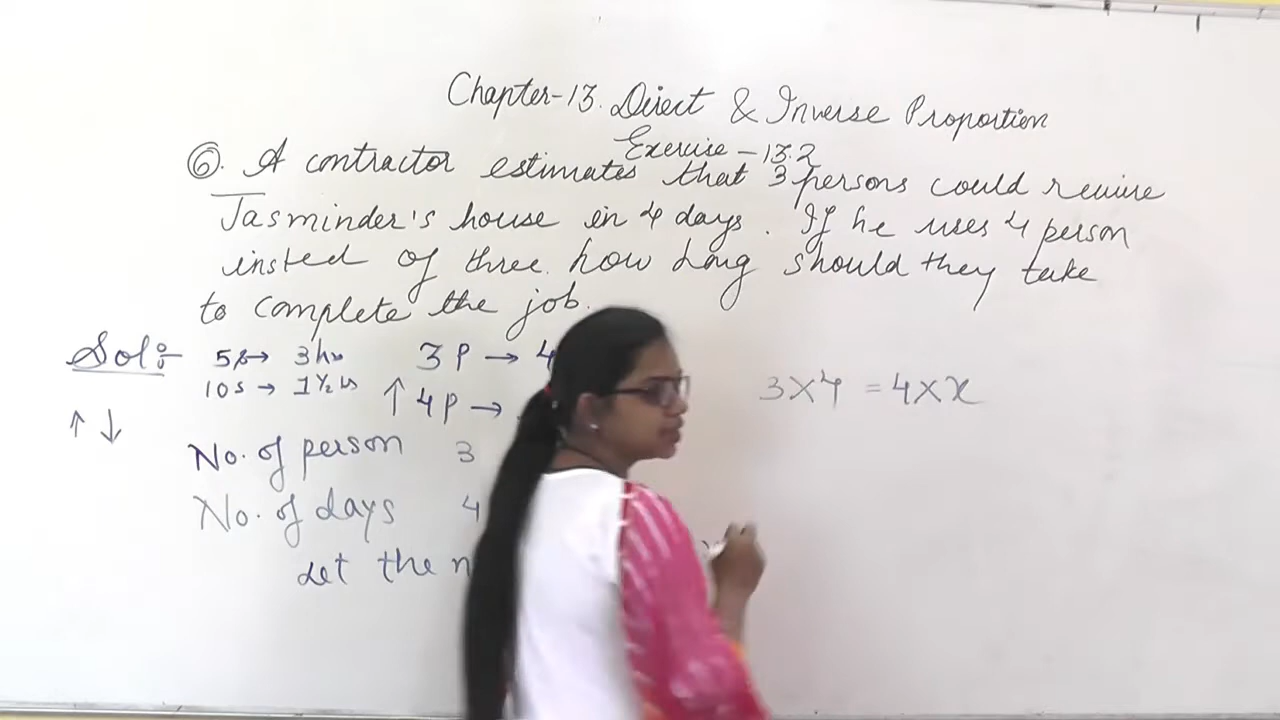 Chapter-13. Direct & Inverse Proportion
Exercise - 13.2
⑥. A contractor estimates that 3 persons could rewire
Jasminder's house in 4 days. If he uses 4 person
insted of three. how long should they take
to complete the job.
Sol:- 5s → 3 hrs 3P → 4
10s → 1½ hrs ↑ 4P →
↑ ↓
3 X 4 = 4 X x
No. of person 3
No. of days 4
Let the n